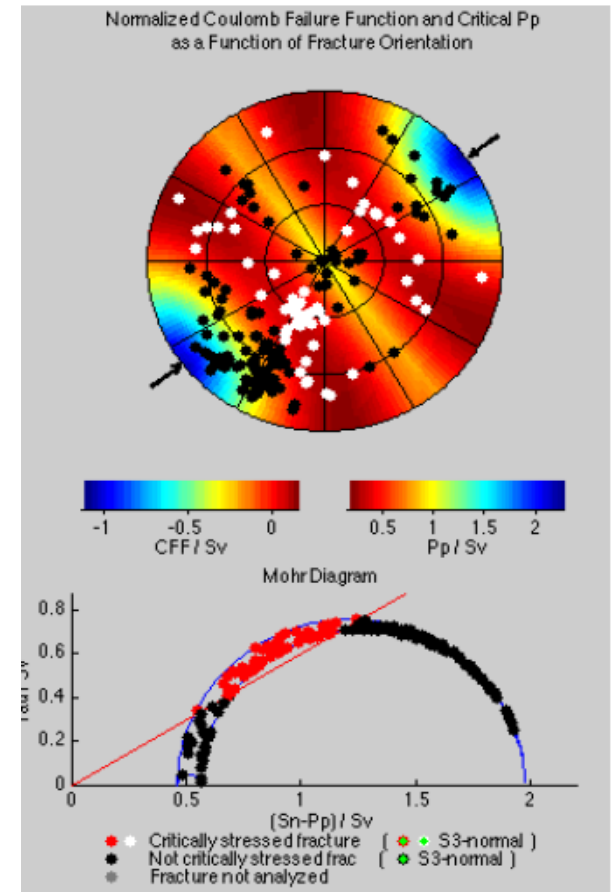 Normalized Coulomb Failure Function and Critical Pp
as a Function of Fracture Orientation
-1 -0.5 0
CFF / Sv
0.5 1 1.5 2
Pp / Sv
Mohr Diagram
0.8
0.6
0.4
0.2
0
0 0.5 1 1.5 2
(Sn-Pp) / Sv
Critically stressed fracture ( S3-normal )
Not critically stressed frac ( S3-normal )
Fracture not analyzed